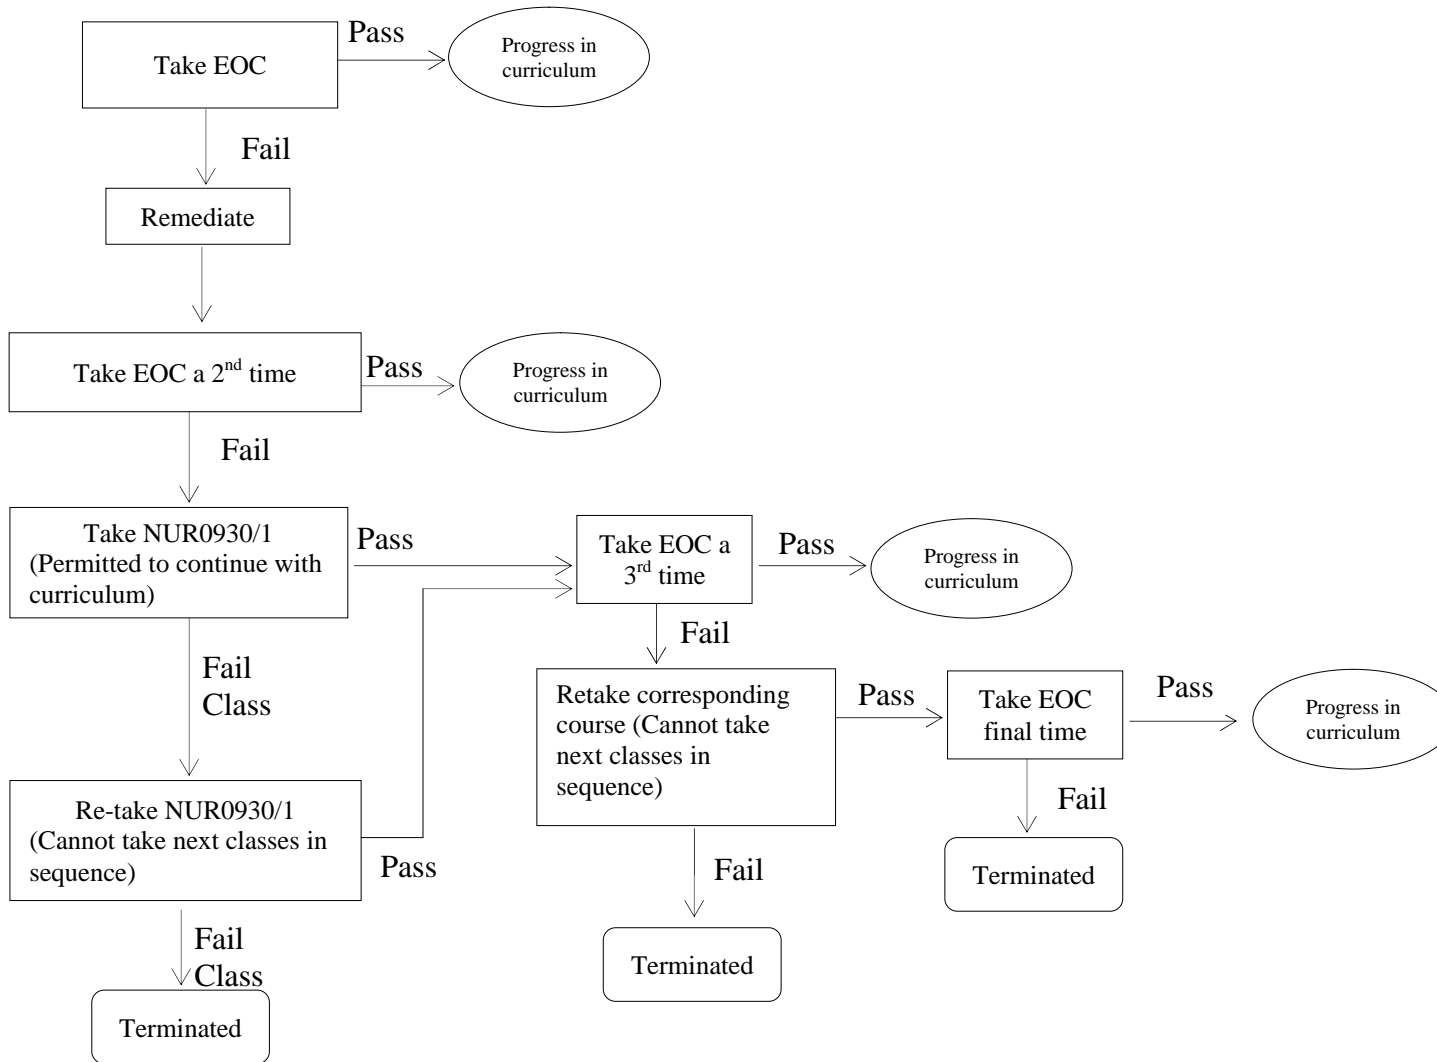 Pass
Progress in
curriculum
Take EOC
Fail
Remediate
Take EOC a 2nd time
Pass
Progress in
curriculum
Fail
Take NUR0930/1
(Permitted to continue with
curriculum)
Pass
Take EOC a
3rd time
Pass
Progress in
curriculum
Fail
Fail
Class
Retake corresponding
course (Cannot take
next classes in
sequence)
Pass
Take EOC
final time
Pass
Progress in
curriculum
Re-take NUR0930/1
(Cannot take next classes in
sequence)
Pass
Fail
Terminated
Fail
Terminated
Fail
Class
Terminated